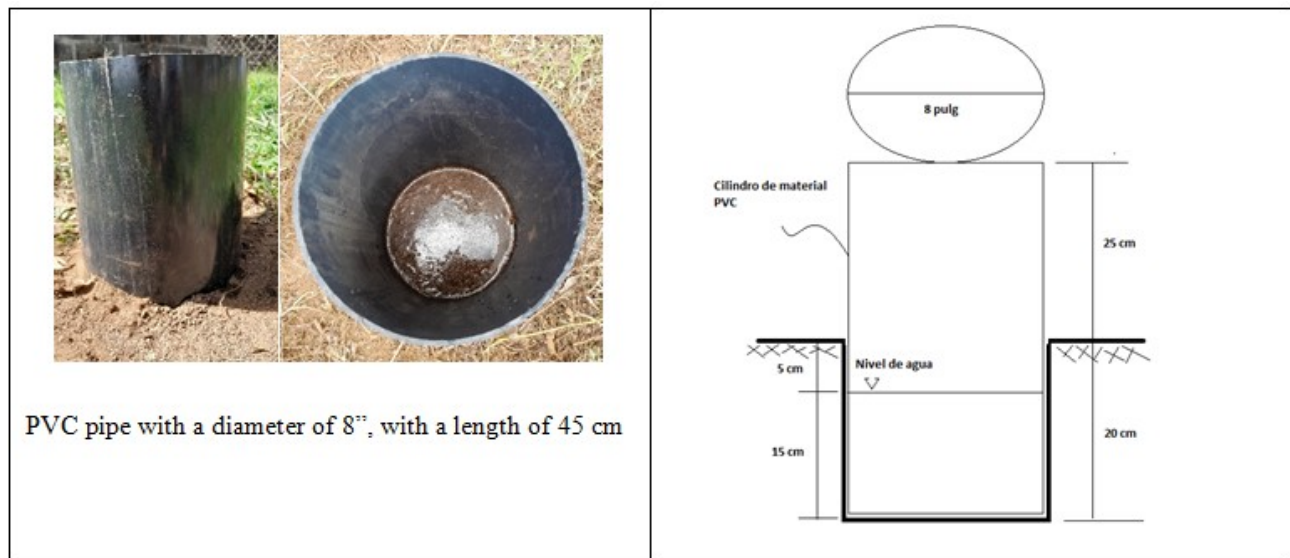 PVC pipe with a diameter of 8”, with a length of 45 cm
8 pulg
Cilindro de material
PVC
25 cm
Nivel de agua
5 cm
15 cm
20 cm